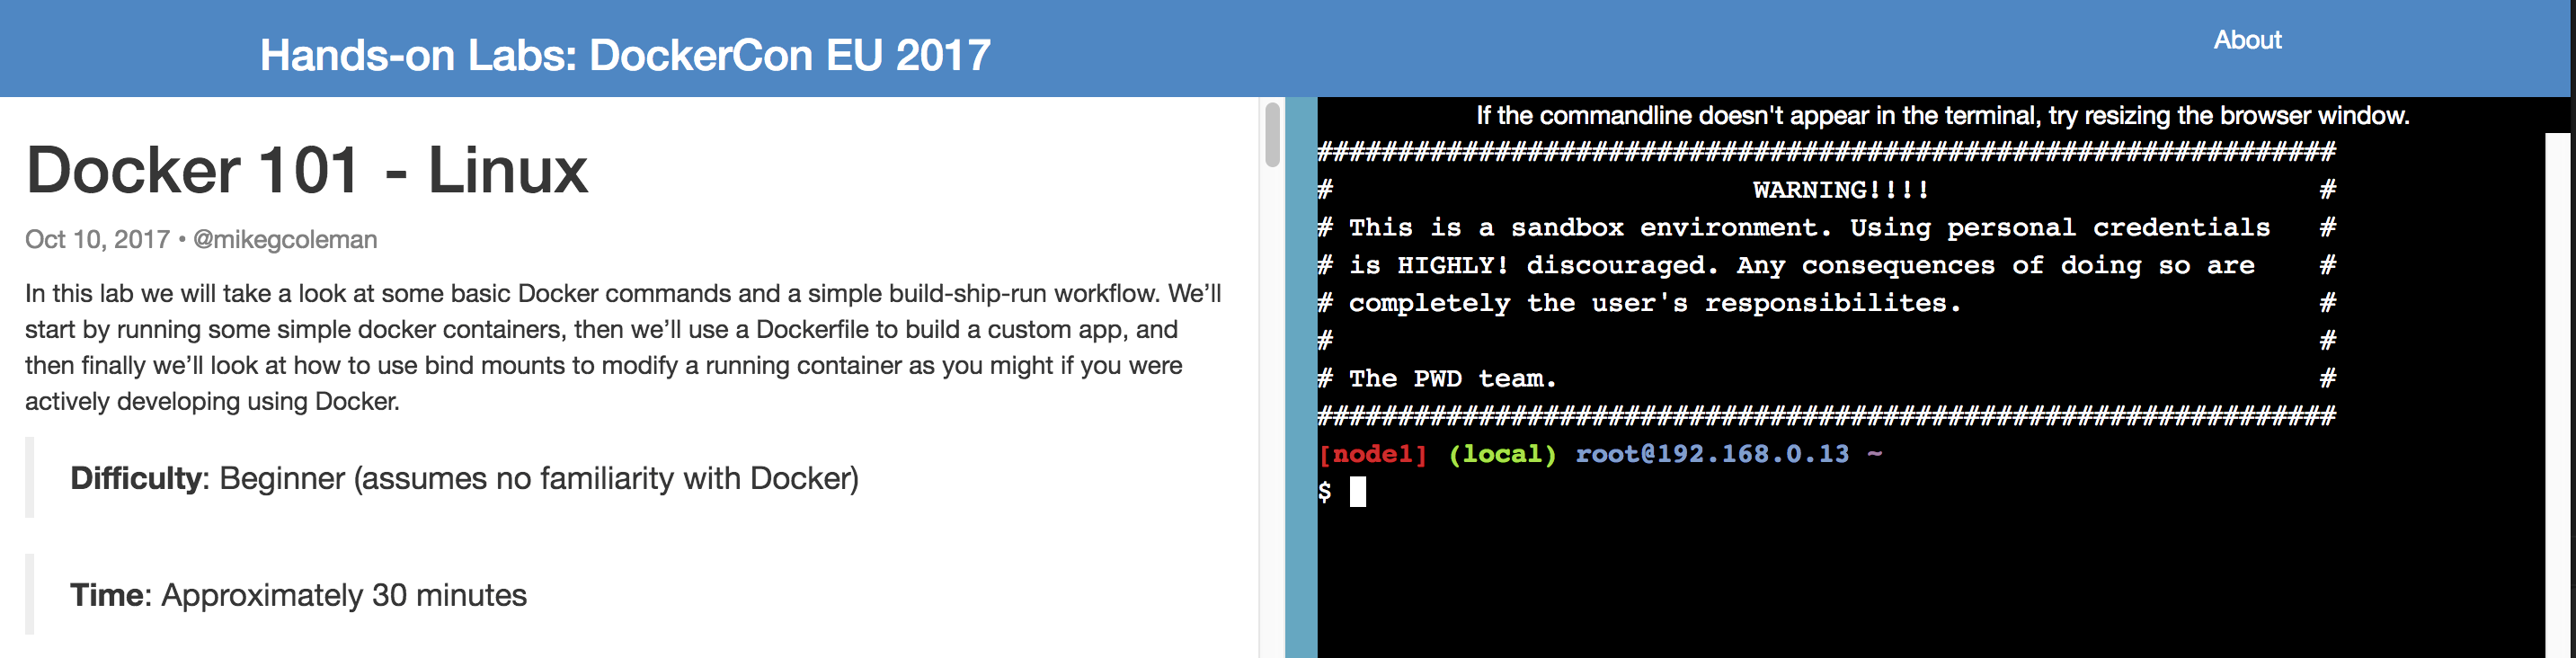 Hands-on Labs: DockerCon EU 2017
About
Docker 101 - Linux
Oct 10, 2017 • @mikegcoleman
In this lab we will take a look at some basic Docker commands and a simple build-ship-run workflow. We’ll
start by running some simple docker containers, then we’ll use a Dockerfile to build a custom app, and
then finally we’ll look at how to use bind mounts to modify a running container as you might if you were
actively developing using Docker.
Difficulty: Beginner (assumes no familiarity with Docker)
Time: Approximately 30 minutes
If the commandline doesn't appear in the terminal, try resizing the browser window.
###############################################################
#                          WARNING!!!!                        #
# This is a sandbox environment. Using personal credentials   #
# is HIGHLY! discouraged. Any consequences of doing so are    #
# completely the user's responsibilites.                      #
#                                                             #
# The PWD team.                                               #
###############################################################
[node1] (local) root@192.168.0.13 ~
$